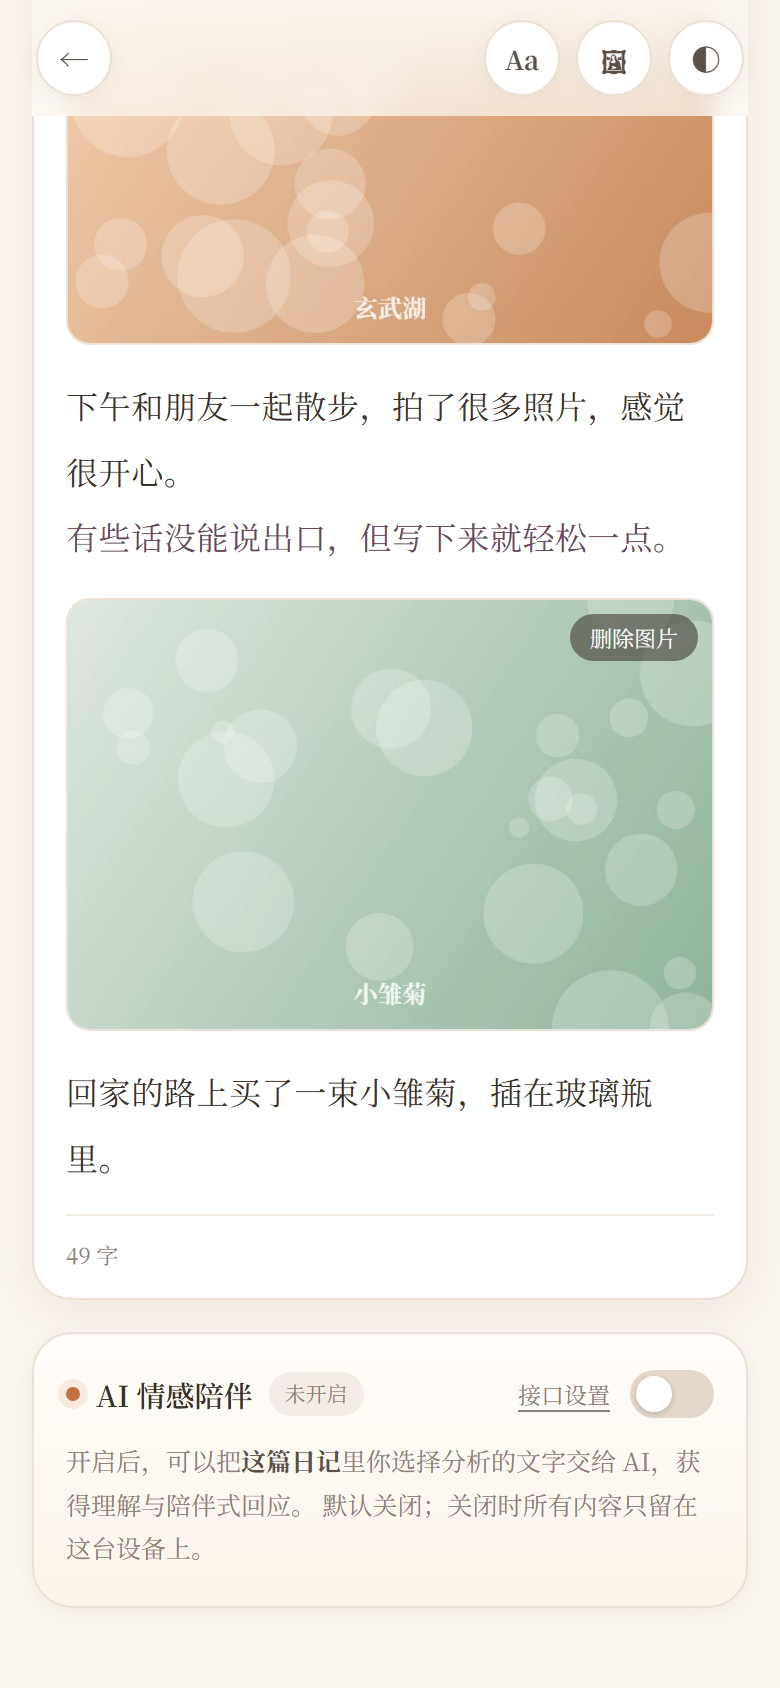 Aa
玄武湖
下午和朋友一起散步，拍了很多照片，感觉
很开心。
有些话没能说出口，但写下来就轻松一点。
删除图片
小雏菊
回家的路上买了一束小雏菊，插在玻璃瓶
里。
49 字
AI 情感陪伴 未开启 接口设置
开启后，可以把这篇日记里你选择分析的文字交给 AI，获
得理解与陪伴式回应。 默认关闭；关闭时所有内容只留在
这台设备上。